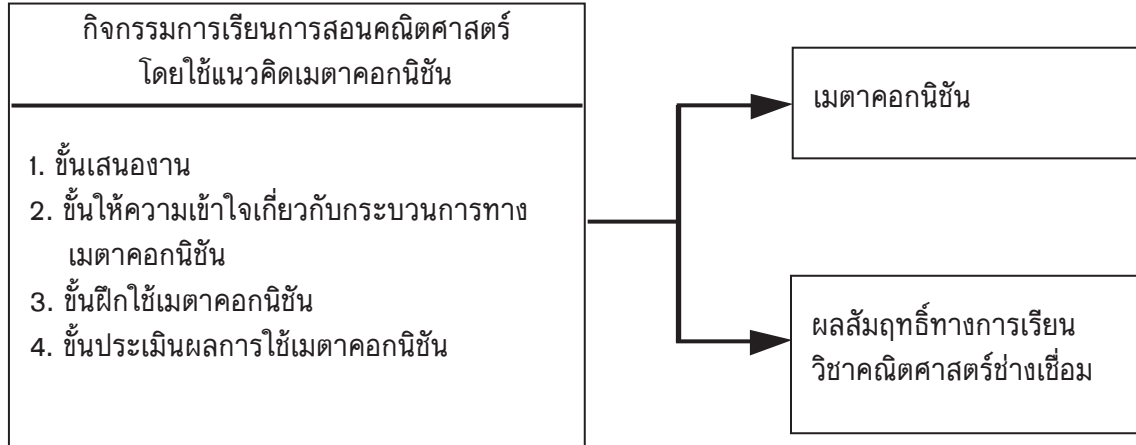 กิจกรรมการเรียนการสอนคณิตศาสตร์
โดยใช้แนวคิดเมตาคอกนิชัน
1. ขั้นเสนองาน
2. ขั้นให้ความเข้าใจเกี่ยวกับกระบวนการทาง
เมตาคอกนิชัน
3. ขั้นฝึกใช้เมตาคอกนิชัน
4. ขั้นประเมินผลการใช้เมตาคอกนิชัน
เมตาคอกนิชัน
ผลสัมฤทธิ์ทางการเรียน
วิชาคณิตศาสตร์ช่างเชื่อม